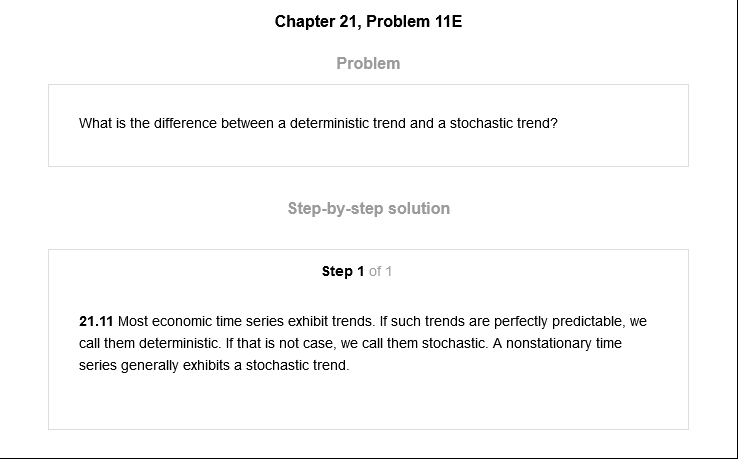 Chapter 21, Problem 11E
Problem
What is the difference between a deterministic trend and a stochastic trend?
Step-by-step solution
Step 1 of 1
21.11 Most economic time series exhibit trends. If such trends are perfectly predictable, we
call them deterministic. If that is not case, we call them stochastic. A nonstationary time
series generally exhibits a stochastic trend.